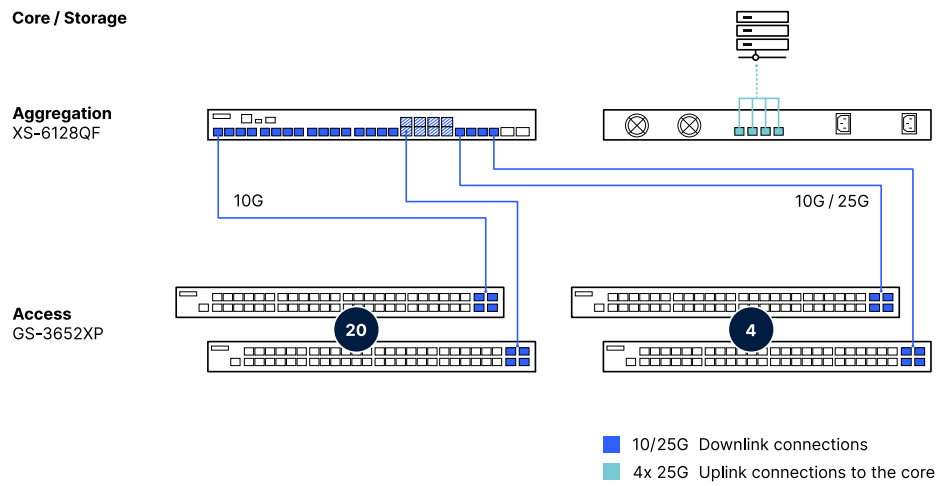 Core / Storage
Aggregation
XS-6128QF
10G
10G / 25G
Access
GS-3652XP
20
4
10/25G Downlink connections
4x 25G Uplink connections to the core